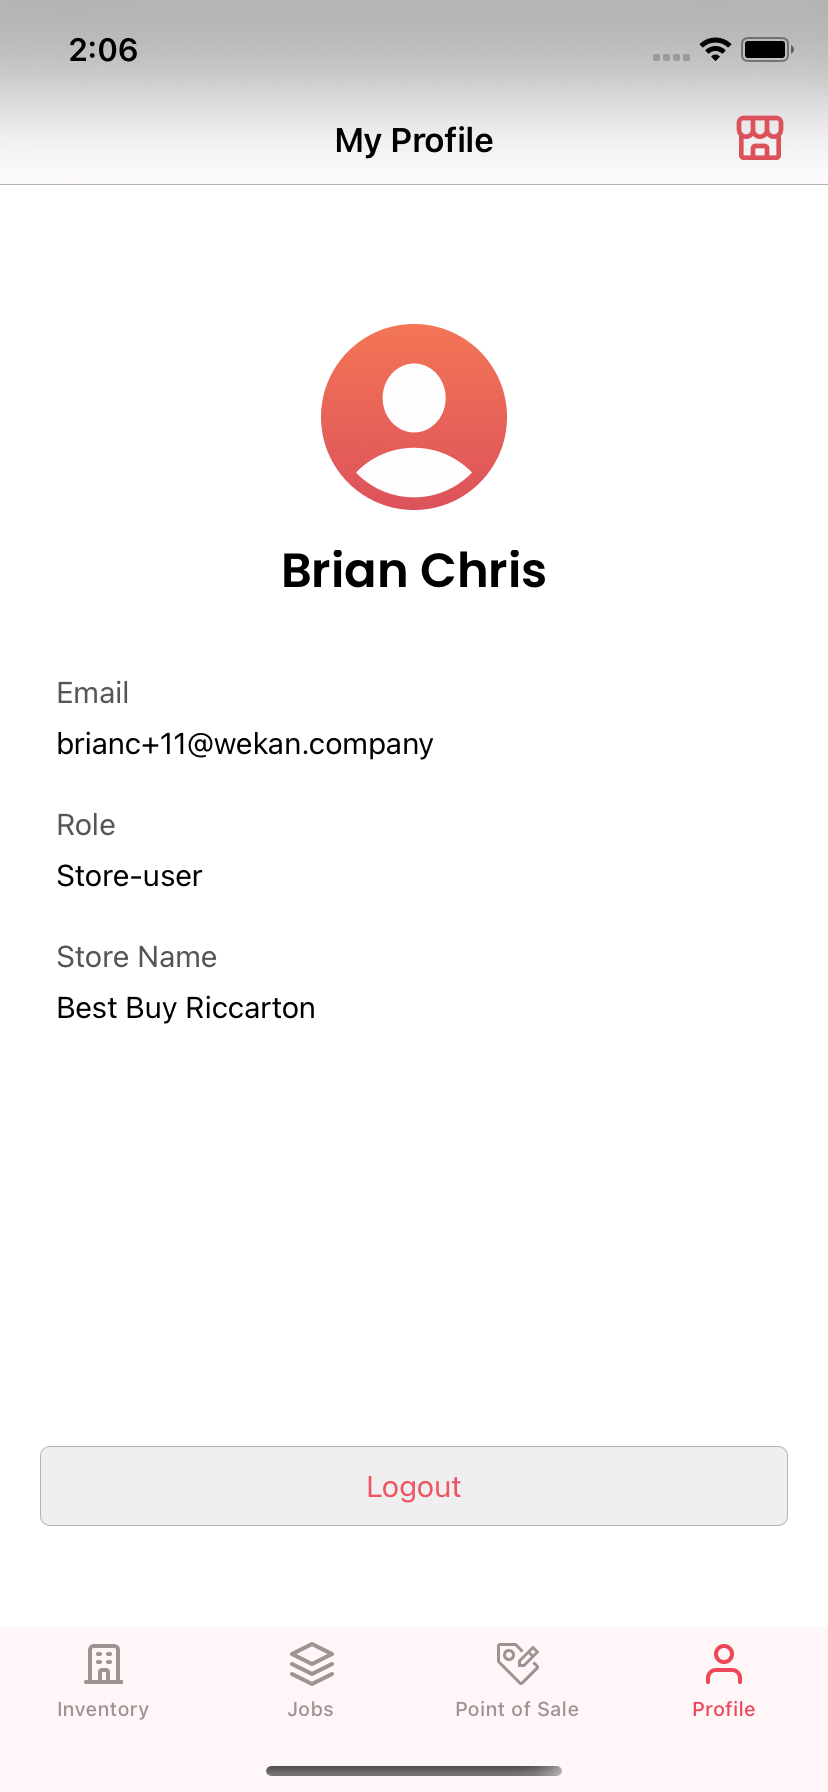 2:06
My Profile
Brian Chris
Email
brianc+11@wekan.company
Role
Store-user
Store Name
Best Buy Riccarton
Logout
Inventory
Jobs
Point of Sale
Profile